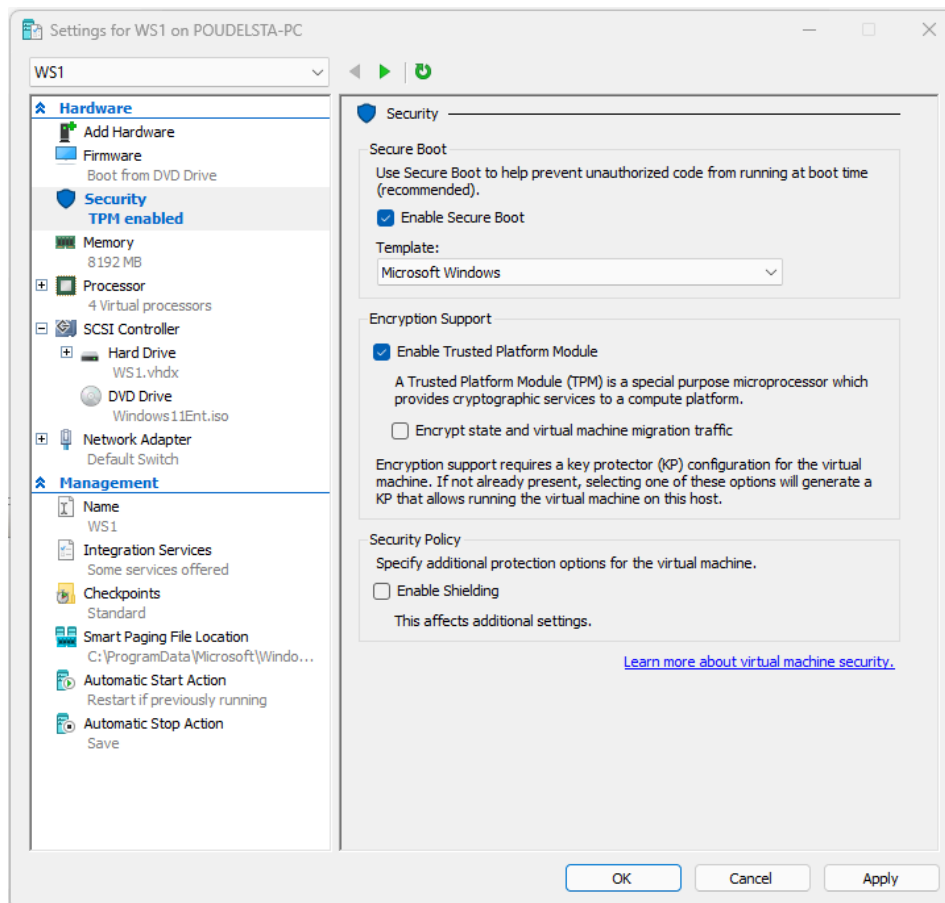 Settings for WS1 on POUDELSTA-PC
WS1
Hardware
Add Hardware
Firmware
Boot from DVD Drive
Security
TPM enabled
Memory
8192 MB
Processor
4 Virtual processors
SCSI Controller
Hard Drive
WS1.vhdx
DVD Drive
Windows11Ent.iso
Network Adapter
Default Switch
Management
Name
WS1
Integration Services
Some services offered
Checkpoints
Standard
Smart Paging File Location
C:\ProgramData\Microsoft\Windo...
Automatic Start Action
Restart if previously running
Automatic Stop Action
Save
Security
Secure Boot
Use Secure Boot to help prevent unauthorized code from running at boot time
(recommended).
Enable Secure Boot
Template:
Microsoft Windows
Encryption Support
Enable Trusted Platform Module
A Trusted Platform Module (TPM) is a special purpose microprocessor which
provides cryptographic services to a compute platform.
Encrypt state and virtual machine migration traffic
Encryption support requires a key protector (KP) configuration for the virtual
machine. If not already present, selecting one of these options will generate a
KP that allows running the virtual machine on this host.
Security Policy
Specify additional protection options for the virtual machine.
Enable Shielding
This affects additional settings.
Learn more about virtual machine security.
OK
Cancel
Apply